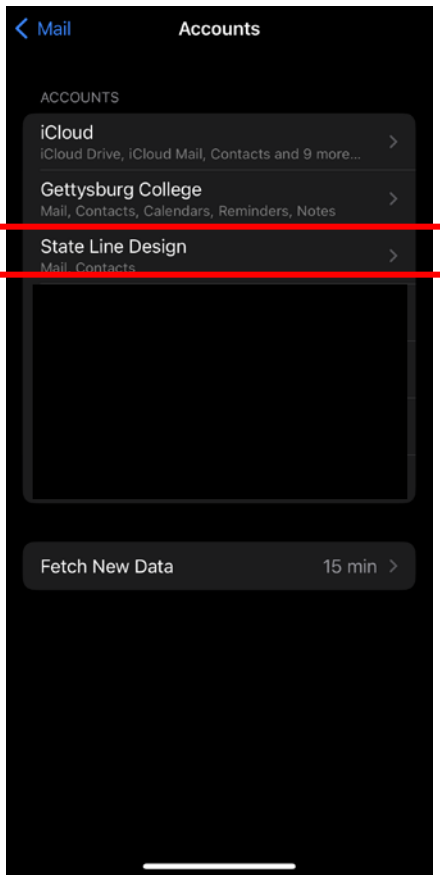 Mail
Accounts
ACCOUNTS
iCloud
iCloud Drive, iCloud Mail, Contacts and 9 more...
Gettysburg College
Mail, Contacts, Calendars, Reminders, Notes
State Line Design
Mail, Contacts
Fetch New Data 15 min